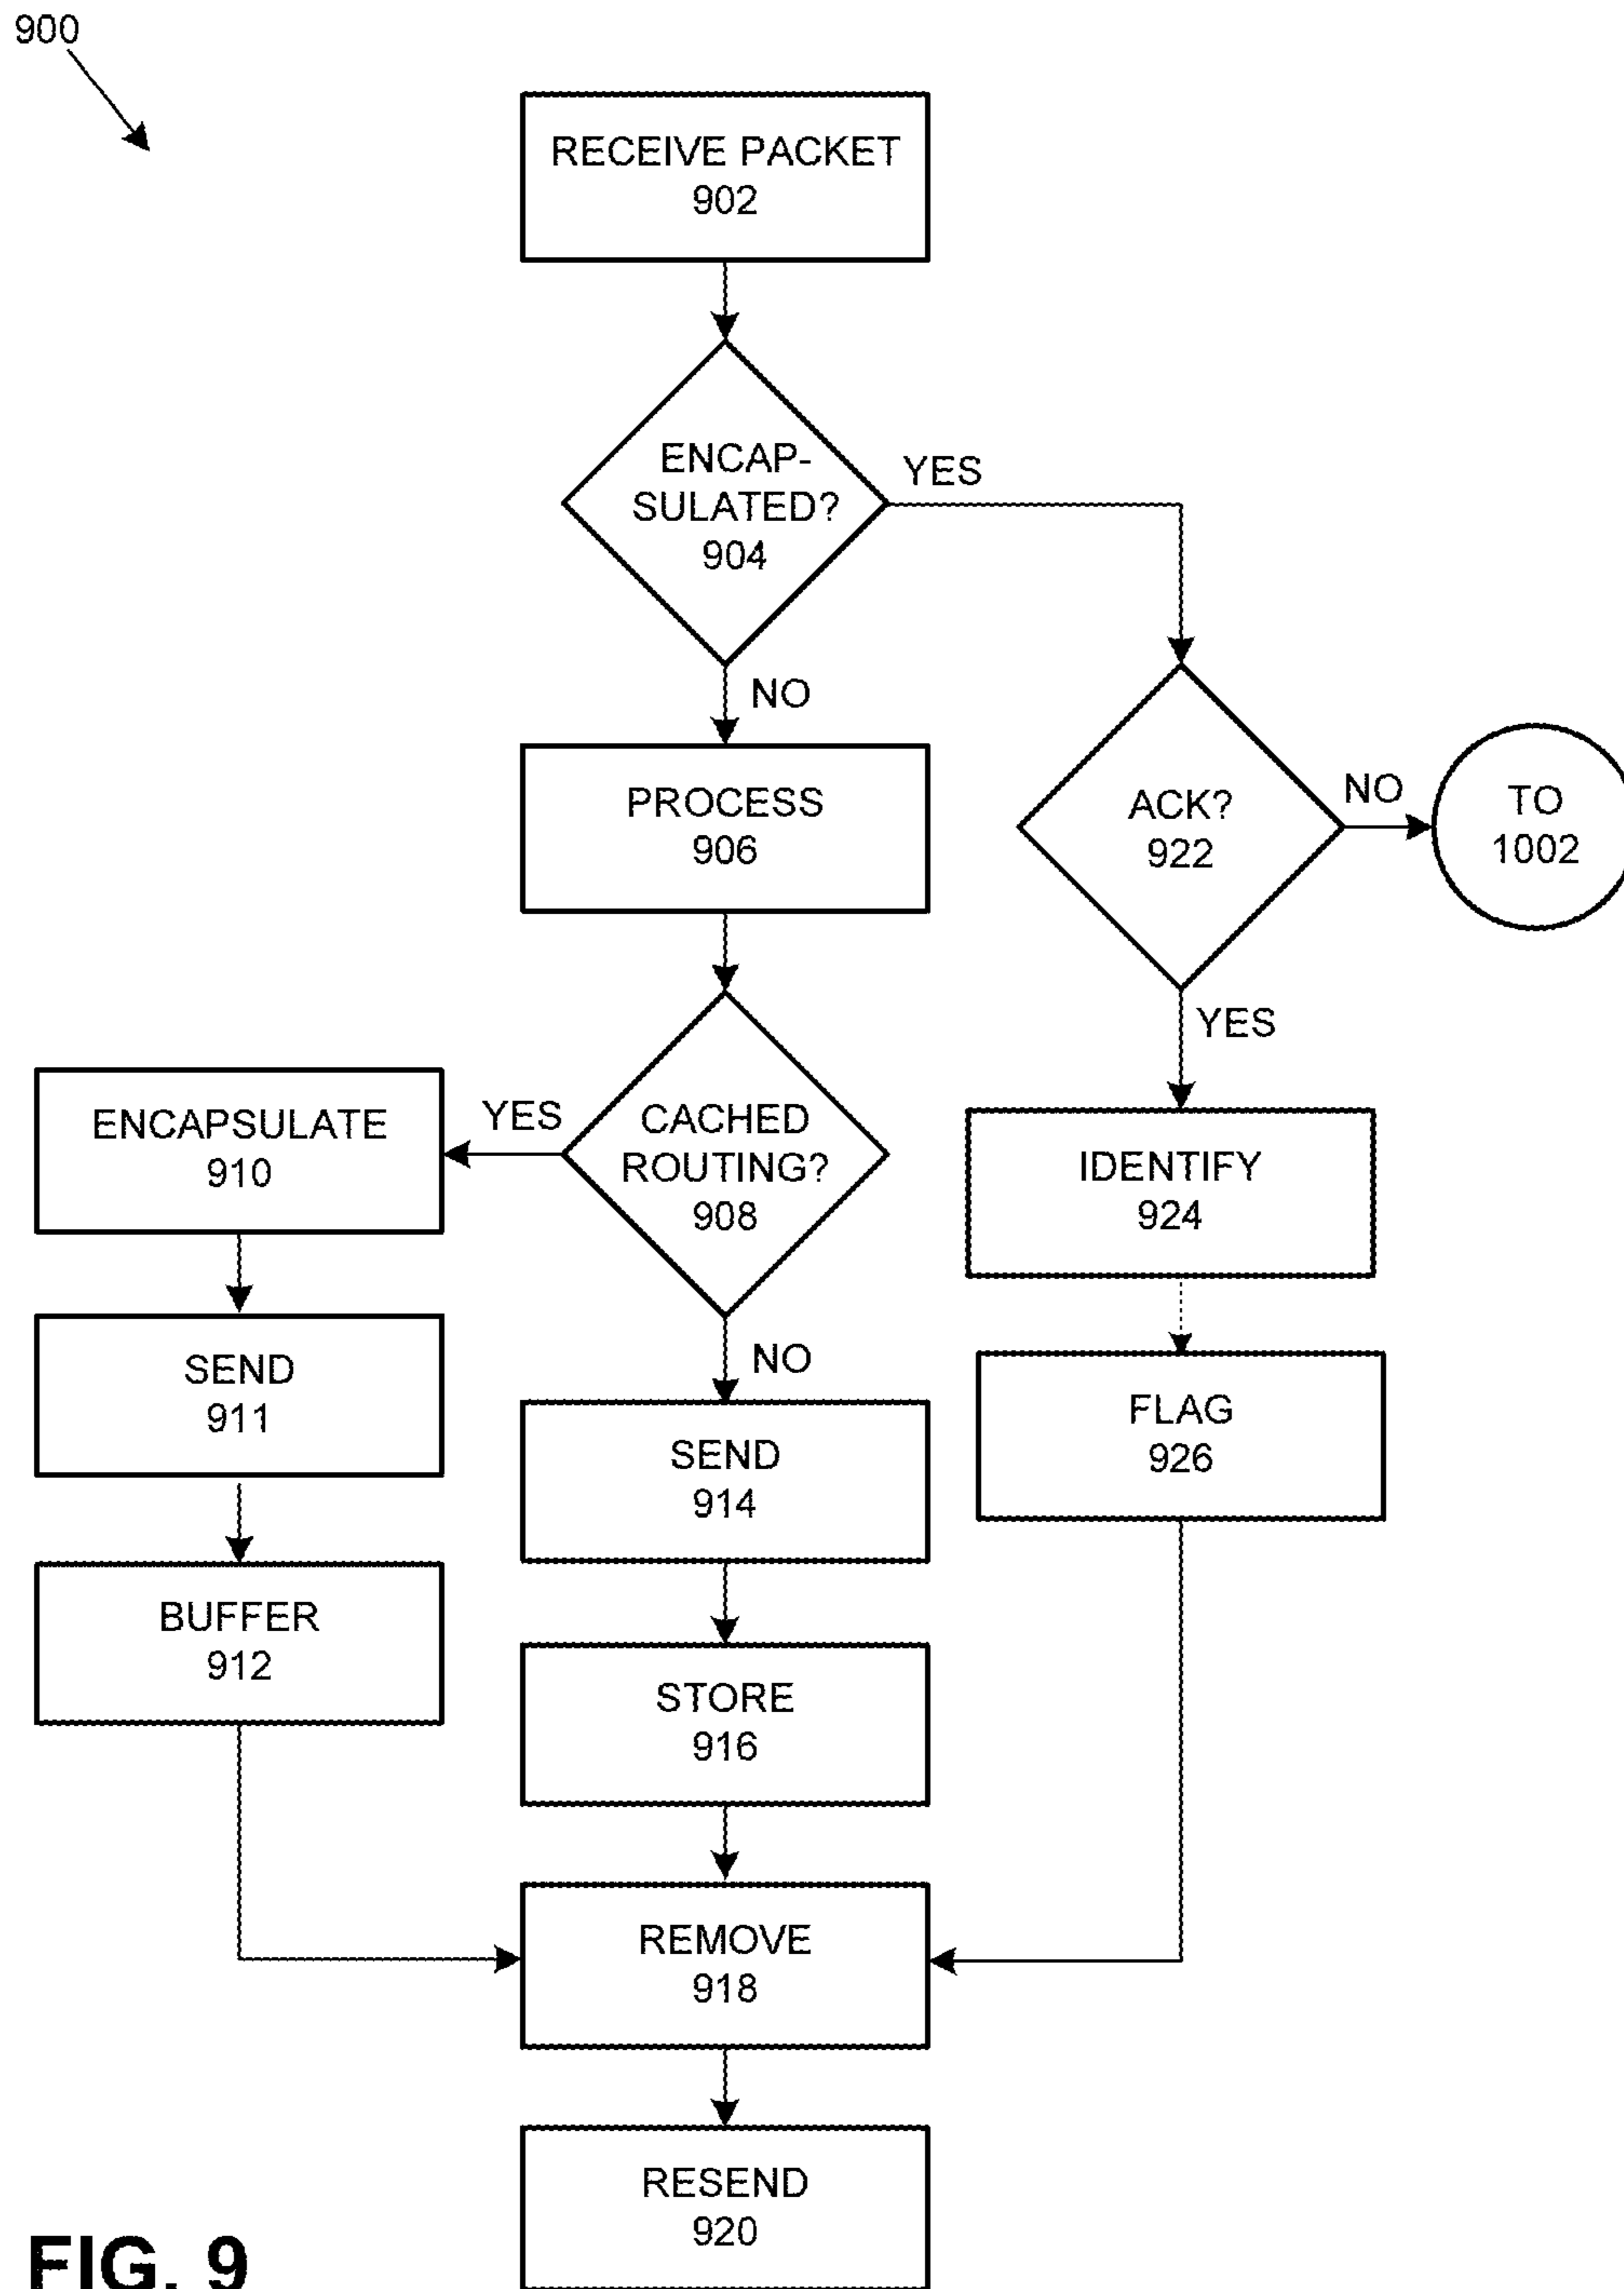 900
RECEIVE PACKET
902
ENCAP-
SULATED?
904
YES
NO
PROCESS
906
ACK?
922
NO
TO
1002
YES
CACHED
ROUTING?
908
YES
ENCAPSULATE
910
IDENTIFY
924
NO
SEND
911
SEND
914
FLAG
926
BUFFER
912
STORE
916
REMOVE
918
RESEND
920
FIG. 9